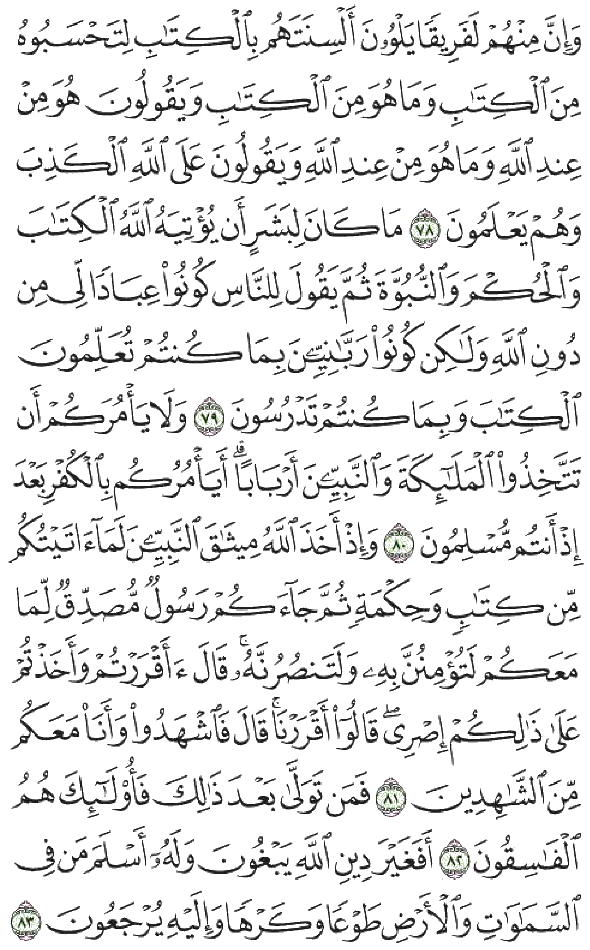 وَإِنَّ مِنْهُمْ لَفَرِيقًا يَلْوُۥنَ أَلْسِنَتَهُم بِٱلْكِتَٰبِ لِتَحْسَبُوهُ
مِنَ ٱلْكِتَٰبِ وَمَا هُوَ مِنَ ٱلْكِتَٰبِ وَيَقُولُونَ هُوَ مِنْ
عِندِ ٱللَّهِ وَمَا هُوَ مِنْ عِندِ ٱللَّهِ وَيَقُولُونَ عَلَى ٱللَّهِ ٱلْكَذِبَ
وَهُمْ يَعْلَمُونَ ٧٨ مَا كَانَ لِبَشَرٍ أَن يُؤْتِيَهُ ٱللَّهُ ٱلْكِتَٰبَ
وَٱلْحُكْمَ وَٱلنُّبُوَّةَ ثُمَّ يَقُولَ لِلنَّاسِ كُونُوا۟ عِبَادًا لِّى مِن
دُونِ ٱللَّهِ وَلَٰكِن كُونُوا۟ رَبَّٰنِيِّۦنَ بِمَا كُنتُمْ تُعَلِّمُونَ
ٱلْكِتَٰبَ وَبِمَا كُنتُمْ تَدْرُسُونَ ٧٩ وَلَا يَأْمُرَكُمْ أَن
تَتَّخِذُوا۟ ٱلْمَلَٰٓئِكَةَ وَٱلنَّبِيِّۦنَ أَرْبَابًا ۗ أَيَأْمُرُكُم بِٱلْكُفْرِ بَعْدَ
إِذْ أَنتُم مُّسْلِمُونَ ٨٠ وَإِذْ أَخَذَ ٱللَّهُ مِيثَٰقَ ٱلنَّبِيِّۦنَ لَمَآ ءَاتَيْتُكُم
مِّن كِتَٰبٍ وَحِكْمَةٍ ثُمَّ جَآءَكُمْ رَسُولٌ مُّصَدِّقٌ لِّمَا
مَعَكُمْ لَتُؤْمِنُنَّ بِهِۦ وَلَتَنصُرُنَّهُۥ ۚ قَالَ ءَأَقْرَرْتُمْ وَأَخَذْتُمْ
عَلَىٰ ذَٰلِكُمْ إِصْرِى ۖ قَالُوٓا۟ أَقْرَرْنَا ۚ قَالَ فَٱشْهَدُوا۟ وَأَنَا۠ مَعَكُم
مِّنَ ٱلشَّٰهِدِينَ ٨١ فَمَن تَوَلَّىٰ بَعْدَ ذَٰلِكَ فَأُو۟لَٰٓئِكَ هُمُ
ٱلْفَٰسِقُونَ ٨٢ أَفَغَيْرَ دِينِ ٱللَّهِ يَبْغُونَ وَلَهُۥٓ أَسْلَمَ مَن فِى
ٱلسَّمَٰوَٰتِ وَٱلْأَرْضِ طَوْعًا وَكَرْهًا وَإِلَيْهِ يُرْجَعُونَ ٨٣